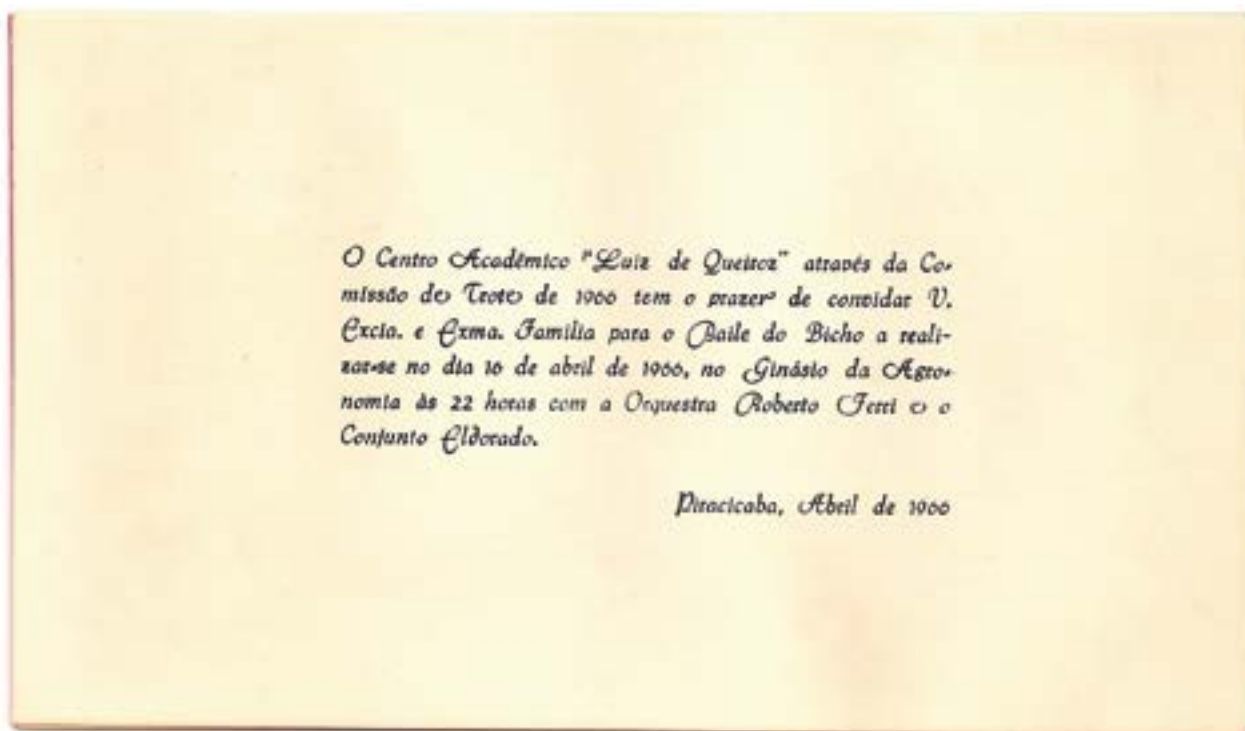 O Centro Acadêmico "Luiz de Queiroz" através da Co-
missão de Trote de 1966 tem o prazer de convidar V.
Excia. e Exma. Família para o Baile do Bicho a reali-
zar-se no dia 16 de abril de 1966, no Ginásio da Agro-
nomia às 22 horas com a Orquestra Roberto Ferri e o
Conjunto Eldorado.
Piracicaba, Abril de 1966